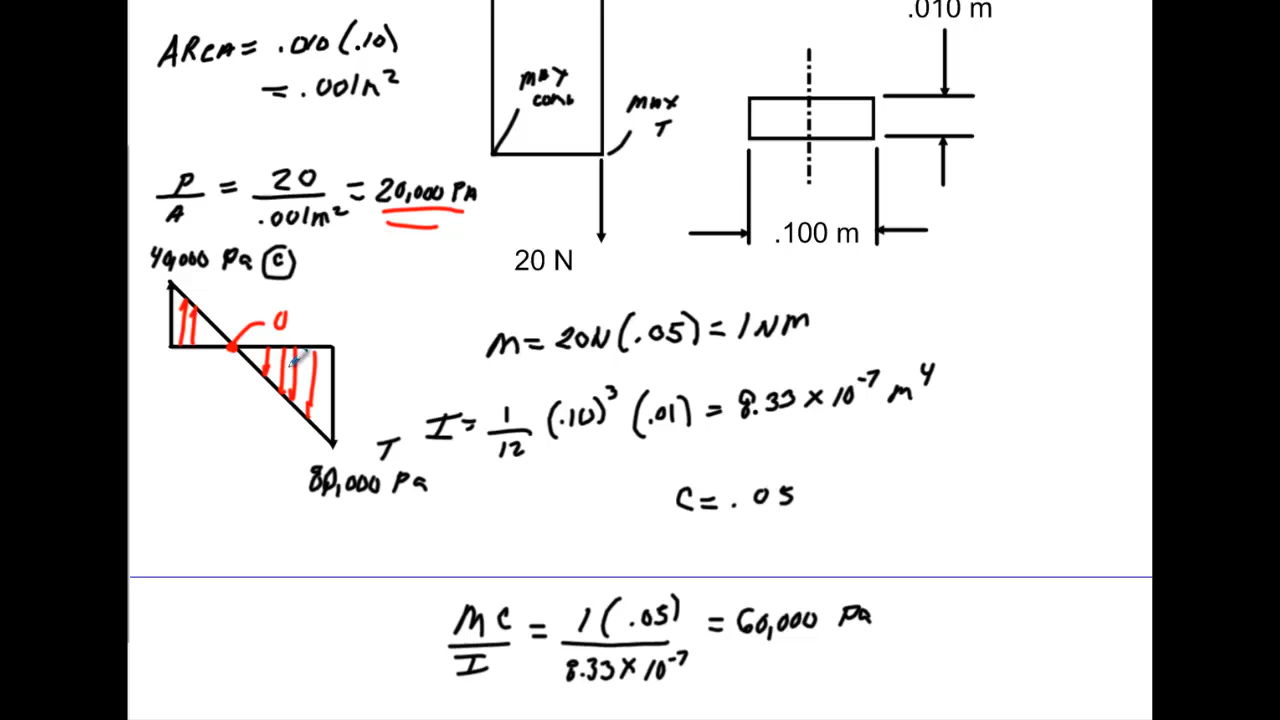 AREA = .010 (.10)
= .001m²
P/A = 20/.001m² = 20,000 PA
40,000 Pa (C)
0
T
80,000 Pa
MAX
COMP
MAX
T
20 N
.010 m
.100 m
M = 20N (.05) = 1 NM
I = 1/12 (.10)³ (.01) = 8.33 × 10⁻⁷ m⁴
C = .05
MC/I = 1 (.05)/8.33 × 10⁻⁷ = 60,000 Pa